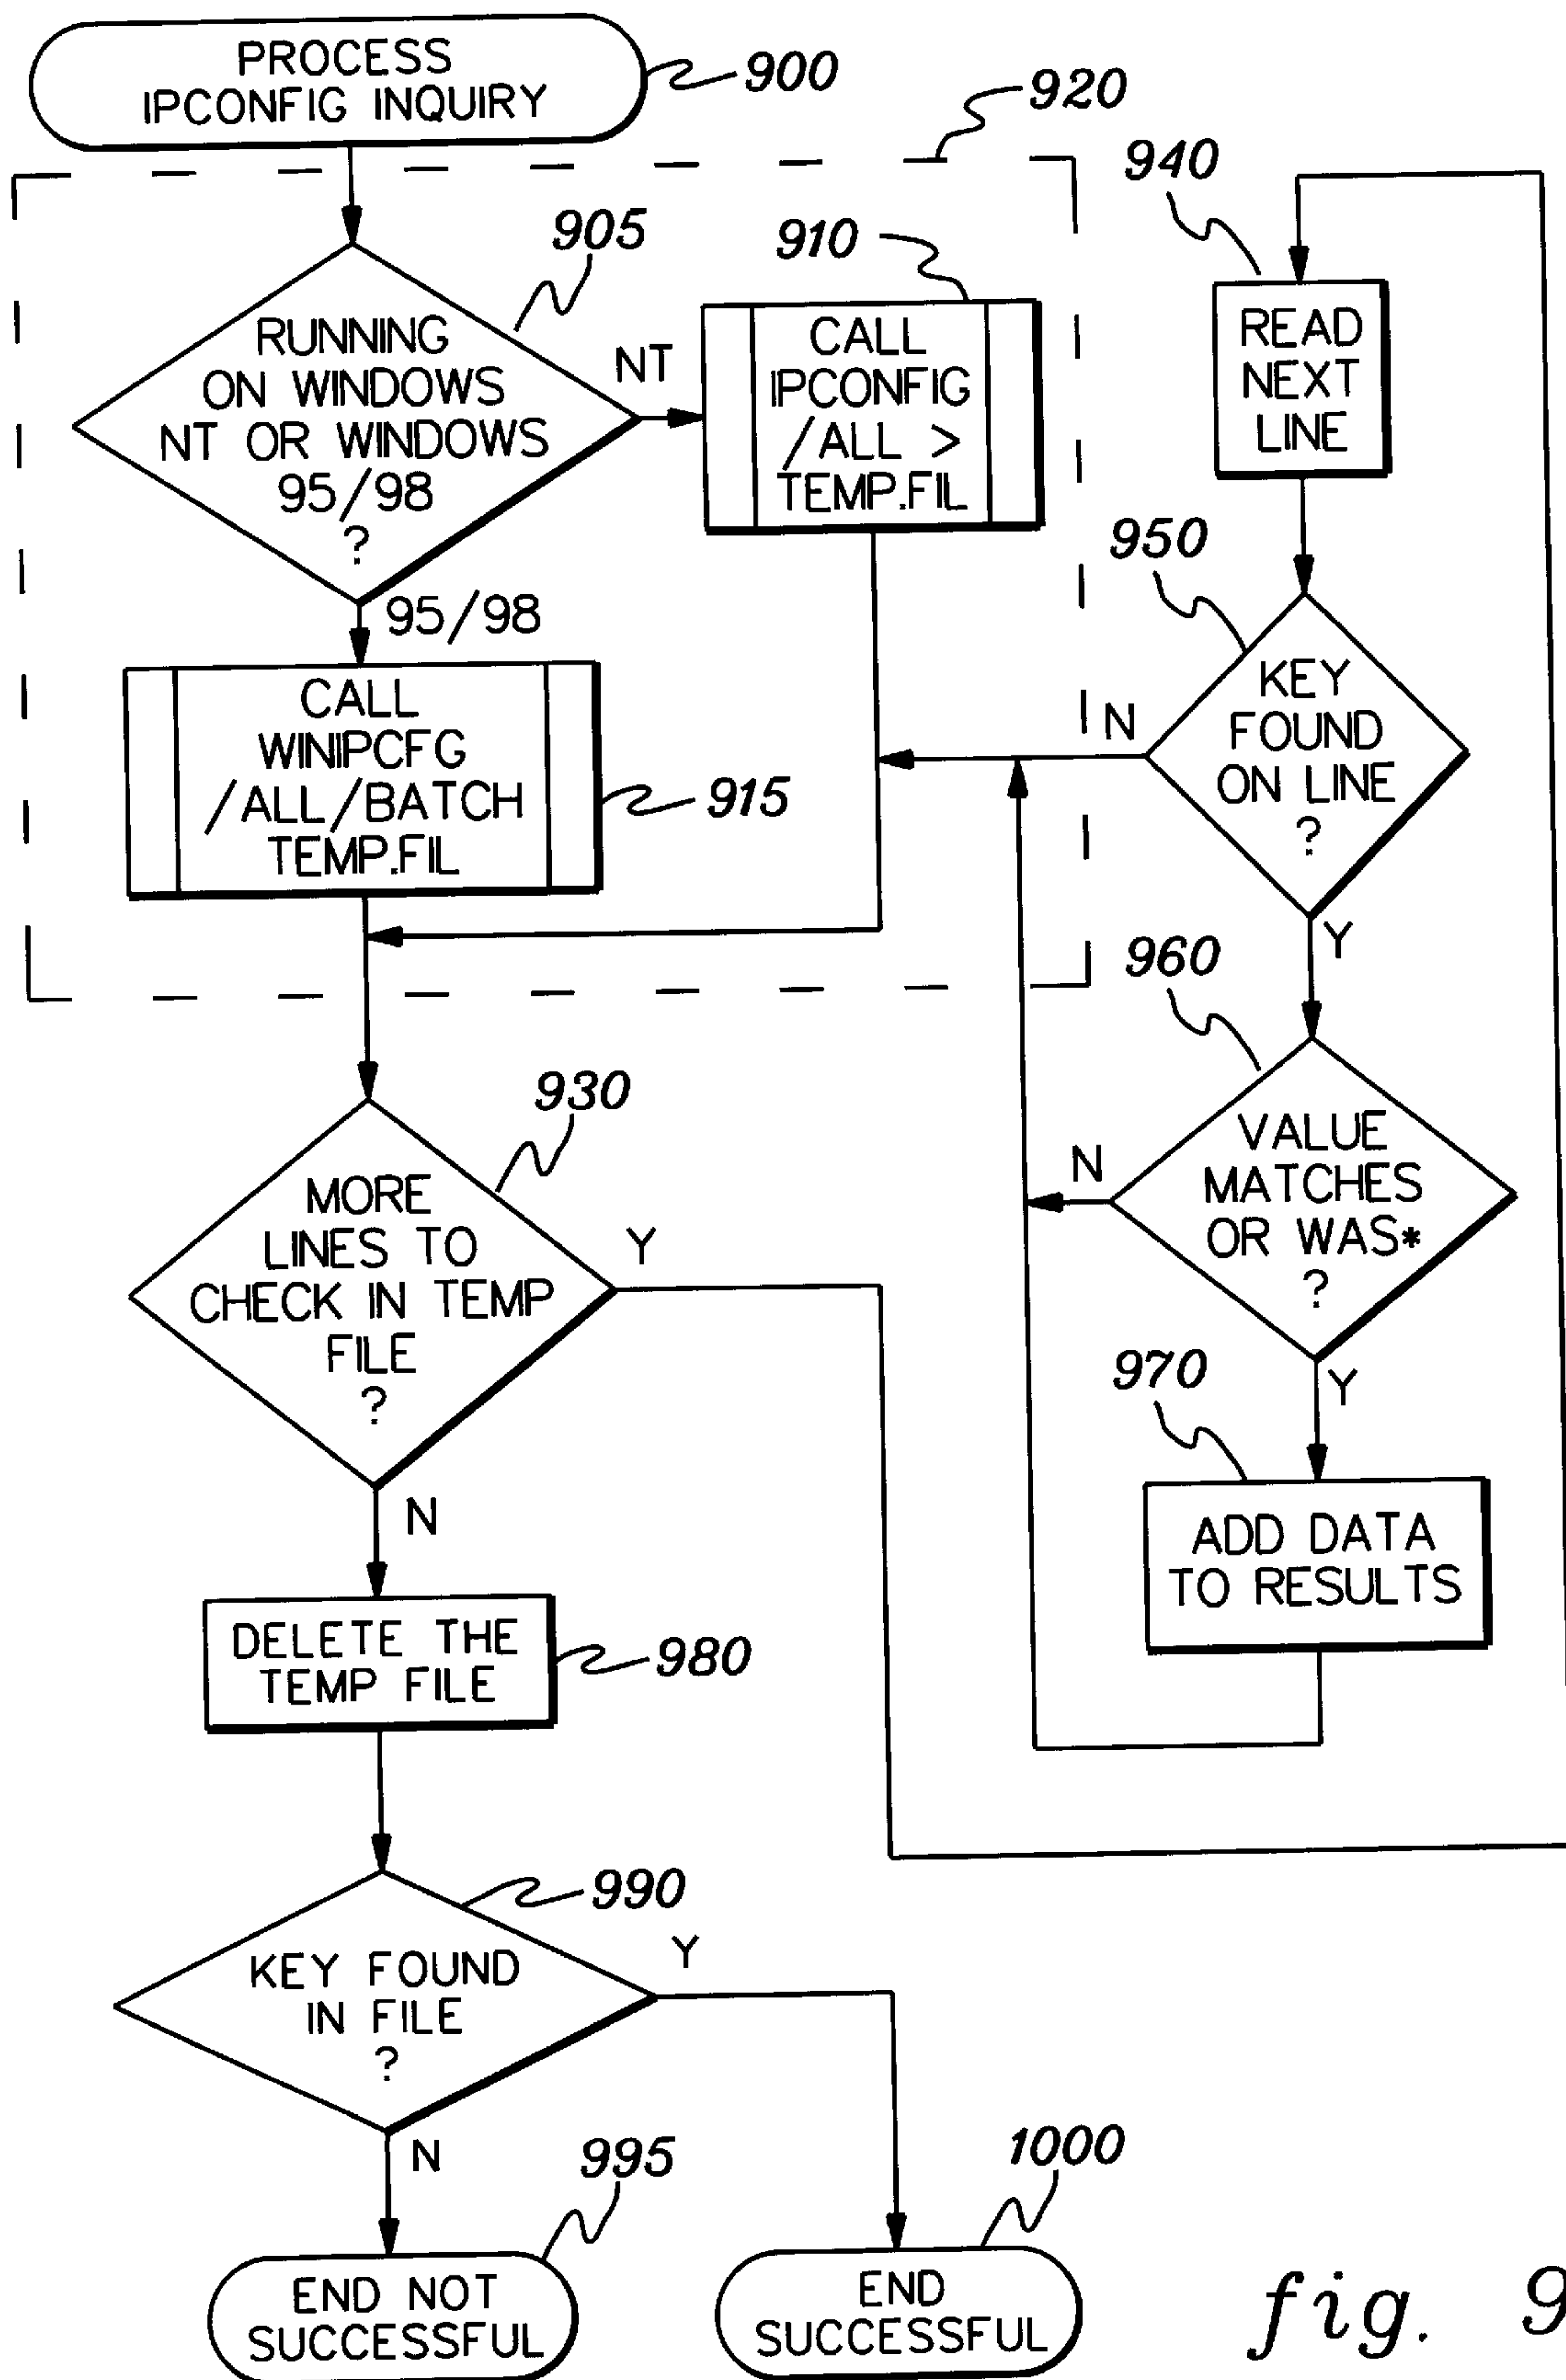 PROCESS
IPCONFIG INQUIRY
900
920
905
RUNNING
ON WINDOWS
NT OR WINDOWS
95/98
?
NT
910
CALL
IPCONFIG
/ALL >
TEMP.FIL
95/98
CALL
WINIPCFG
/ALL/BATCH
TEMP.FIL
915
930
MORE
LINES TO
CHECK IN TEMP
FILE
?
Y
N
940
READ
NEXT
LINE
950
KEY
FOUND
ON LINE
?
N
Y
960
VALUE
MATCHES
OR WAS*
?
N
Y
970
ADD DATA
TO RESULTS
DELETE THE
TEMP FILE
980
990
KEY FOUND
IN FILE
?
Y
N
995
END NOT
SUCCESSFUL
1000
END
SUCCESSFUL
fig. 9